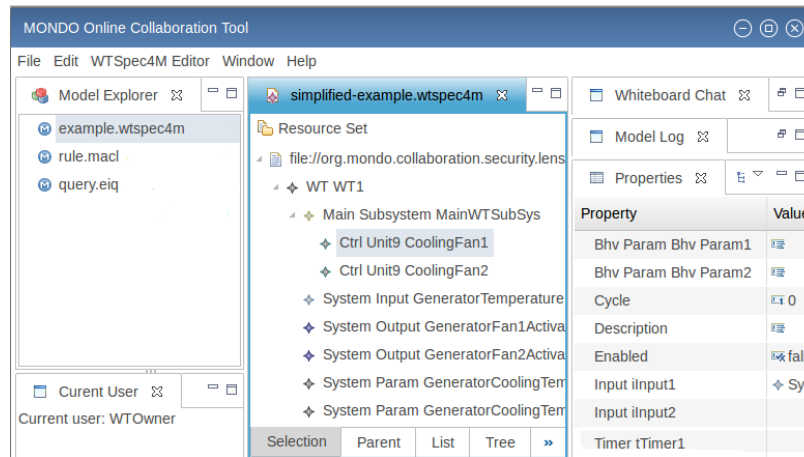 MONDO Online Collaboration Tool
File Edit WTSpec4M Editor Window Help
Model Explorer
example.wtspec4m
rule.macl
query.eiq
Curent User
Current user: WTOwner
simplified-example.wtspec4m
Resource Set
file://org.mondo.collaboration.security.lens
WT WT1
Main Subsystem MainWTSubSys
Ctrl Unit9 CoolingFan1
Ctrl Unit9 CoolingFan2
System Input GeneratorTemperature
System Output GeneratorFan1Activa
System Output GeneratorFan2Activa
System Param GeneratorCoolingTem
System Param GeneratorCoolingTem
Selection Parent List Tree »
Whiteboard Chat
Model Log
Properties
Property Value
Bhv Param Bhv Param1
Bhv Param Bhv Param2
Cycle 0
Description
Enabled fal
Input iInput1 Sy
Input iInput2
Timer tTimer1